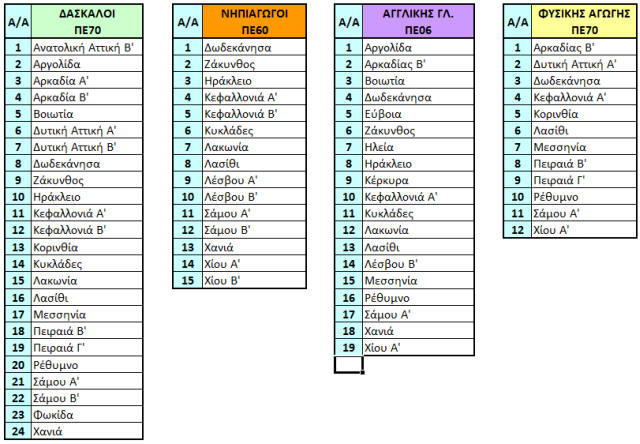 Α/Α ΔΑΣΚΑΛΟΙ ΠΕ70
1 Ανατολική Αττική Β'
2 Αργολίδα
3 Αρκαδία Α'
4 Αρκαδία Β'
5 Βοιωτία
6 Δυτική Αττική Α'
7 Δυτική Αττική Β'
8 Δωδεκάνησα
9 Ζάκυνθος
10 Ηράκλειο
11 Κεφαλλονιά Α'
12 Κεφαλλονιά Β'
13 Κορινθία
14 Κυκλάδες
15 Λακωνία
16 Λασίθι
17 Μεσσηνία
18 Πειραιά Β'
19 Πειραιά Γ'
20 Ρέθυμνο
21 Σάμου Α'
22 Σάμου Β'
23 Φωκίδα
24 Χανιά
Α/Α ΝΗΠΙΑΓΩΓΟΙ ΠΕ60
1 Δωδεκάνησα
2 Ζάκυνθος
3 Ηράκλειο
4 Κεφαλλονιά Α'
5 Κεφαλλονιά Β'
6 Κυκλάδες
7 Λακωνία
8 Λασίθι
9 Λέσβου Α'
10 Λέσβου Β'
11 Σάμου Α'
12 Σάμου Β'
13 Χανιά
14 Χίου Α'
15 Χίου Β'
Α/Α ΑΓΓΛΙΚΗΣ ΓΛ. ΠΕ06
1 Αργολίδα
2 Αρκαδίας Β'
3 Βοιωτία
4 Δωδεκάνησα
5 Εύβοια
6 Ζάκυνθος
7 Ηλεία
8 Ηράκλειο
9 Κέρκυρα
10 Κεφαλλονιά Α'
11 Κυκλάδες
12 Λακωνία
13 Λασίθι
14 Λέσβου Β'
15 Μεσσηνία
16 Ρέθυμνο
17 Σάμου Α'
18 Χανιά
19 Χίου Α'
Α/Α ΦΥΣΙΚΗΣ ΑΓΩΓΗΣ ΠΕ70
1 Αρκαδίας Β'
2 Δυτική Αττική Α'
3 Δωδεκάνησα
4 Κεφαλλονιά Α'
5 Κορινθία
6 Λασίθι
7 Μεσσηνία
8 Πειραιά Β'
9 Πειραιά Γ'
10 Ρέθυμνο
11 Σάμου Α'
12 Χίου Α'